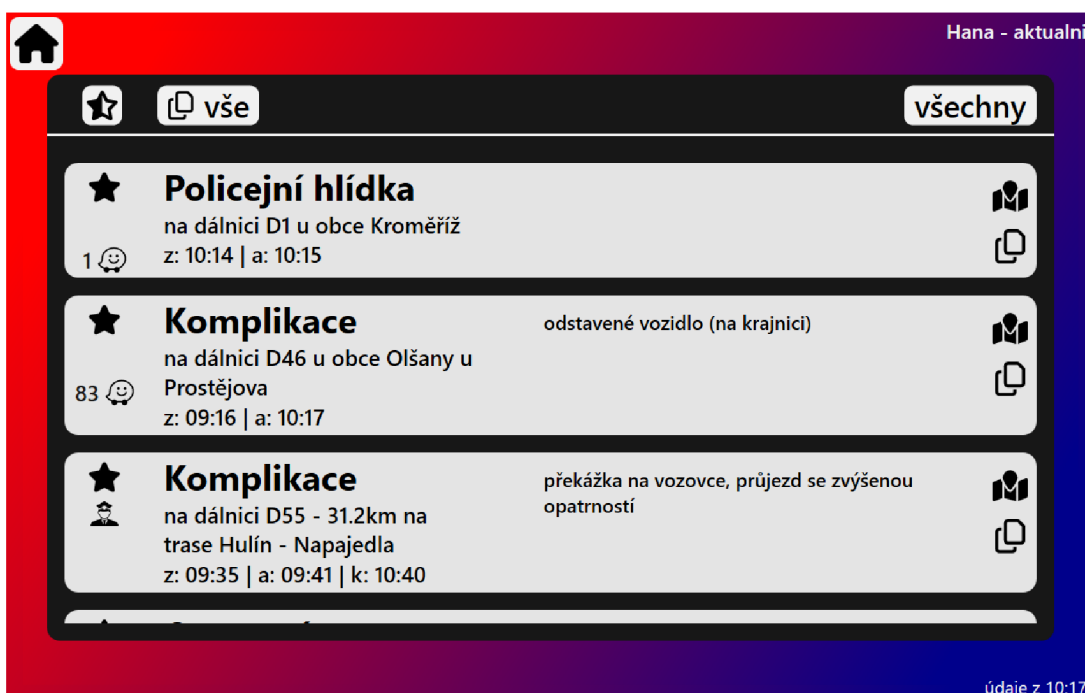 Hana - aktualni
vše
všechny
Policejní hlídka
na dálnici D1 u obce Kroměříž
z: 10:14 | a: 10:15
1
Komplikace
odstavené vozidlo (na krajnici)
na dálnici D46 u obce Olšany u
Prostějova
83
z: 09:16 | a: 10:17
Komplikace
překážka na vozovce, průjezd se zvýšenou
opatrností
na dálnici D55 - 31.2km na
trase Hulín - Napajedla
z: 09:35 | a: 09:41 | k: 10:40
údaje z 10:17